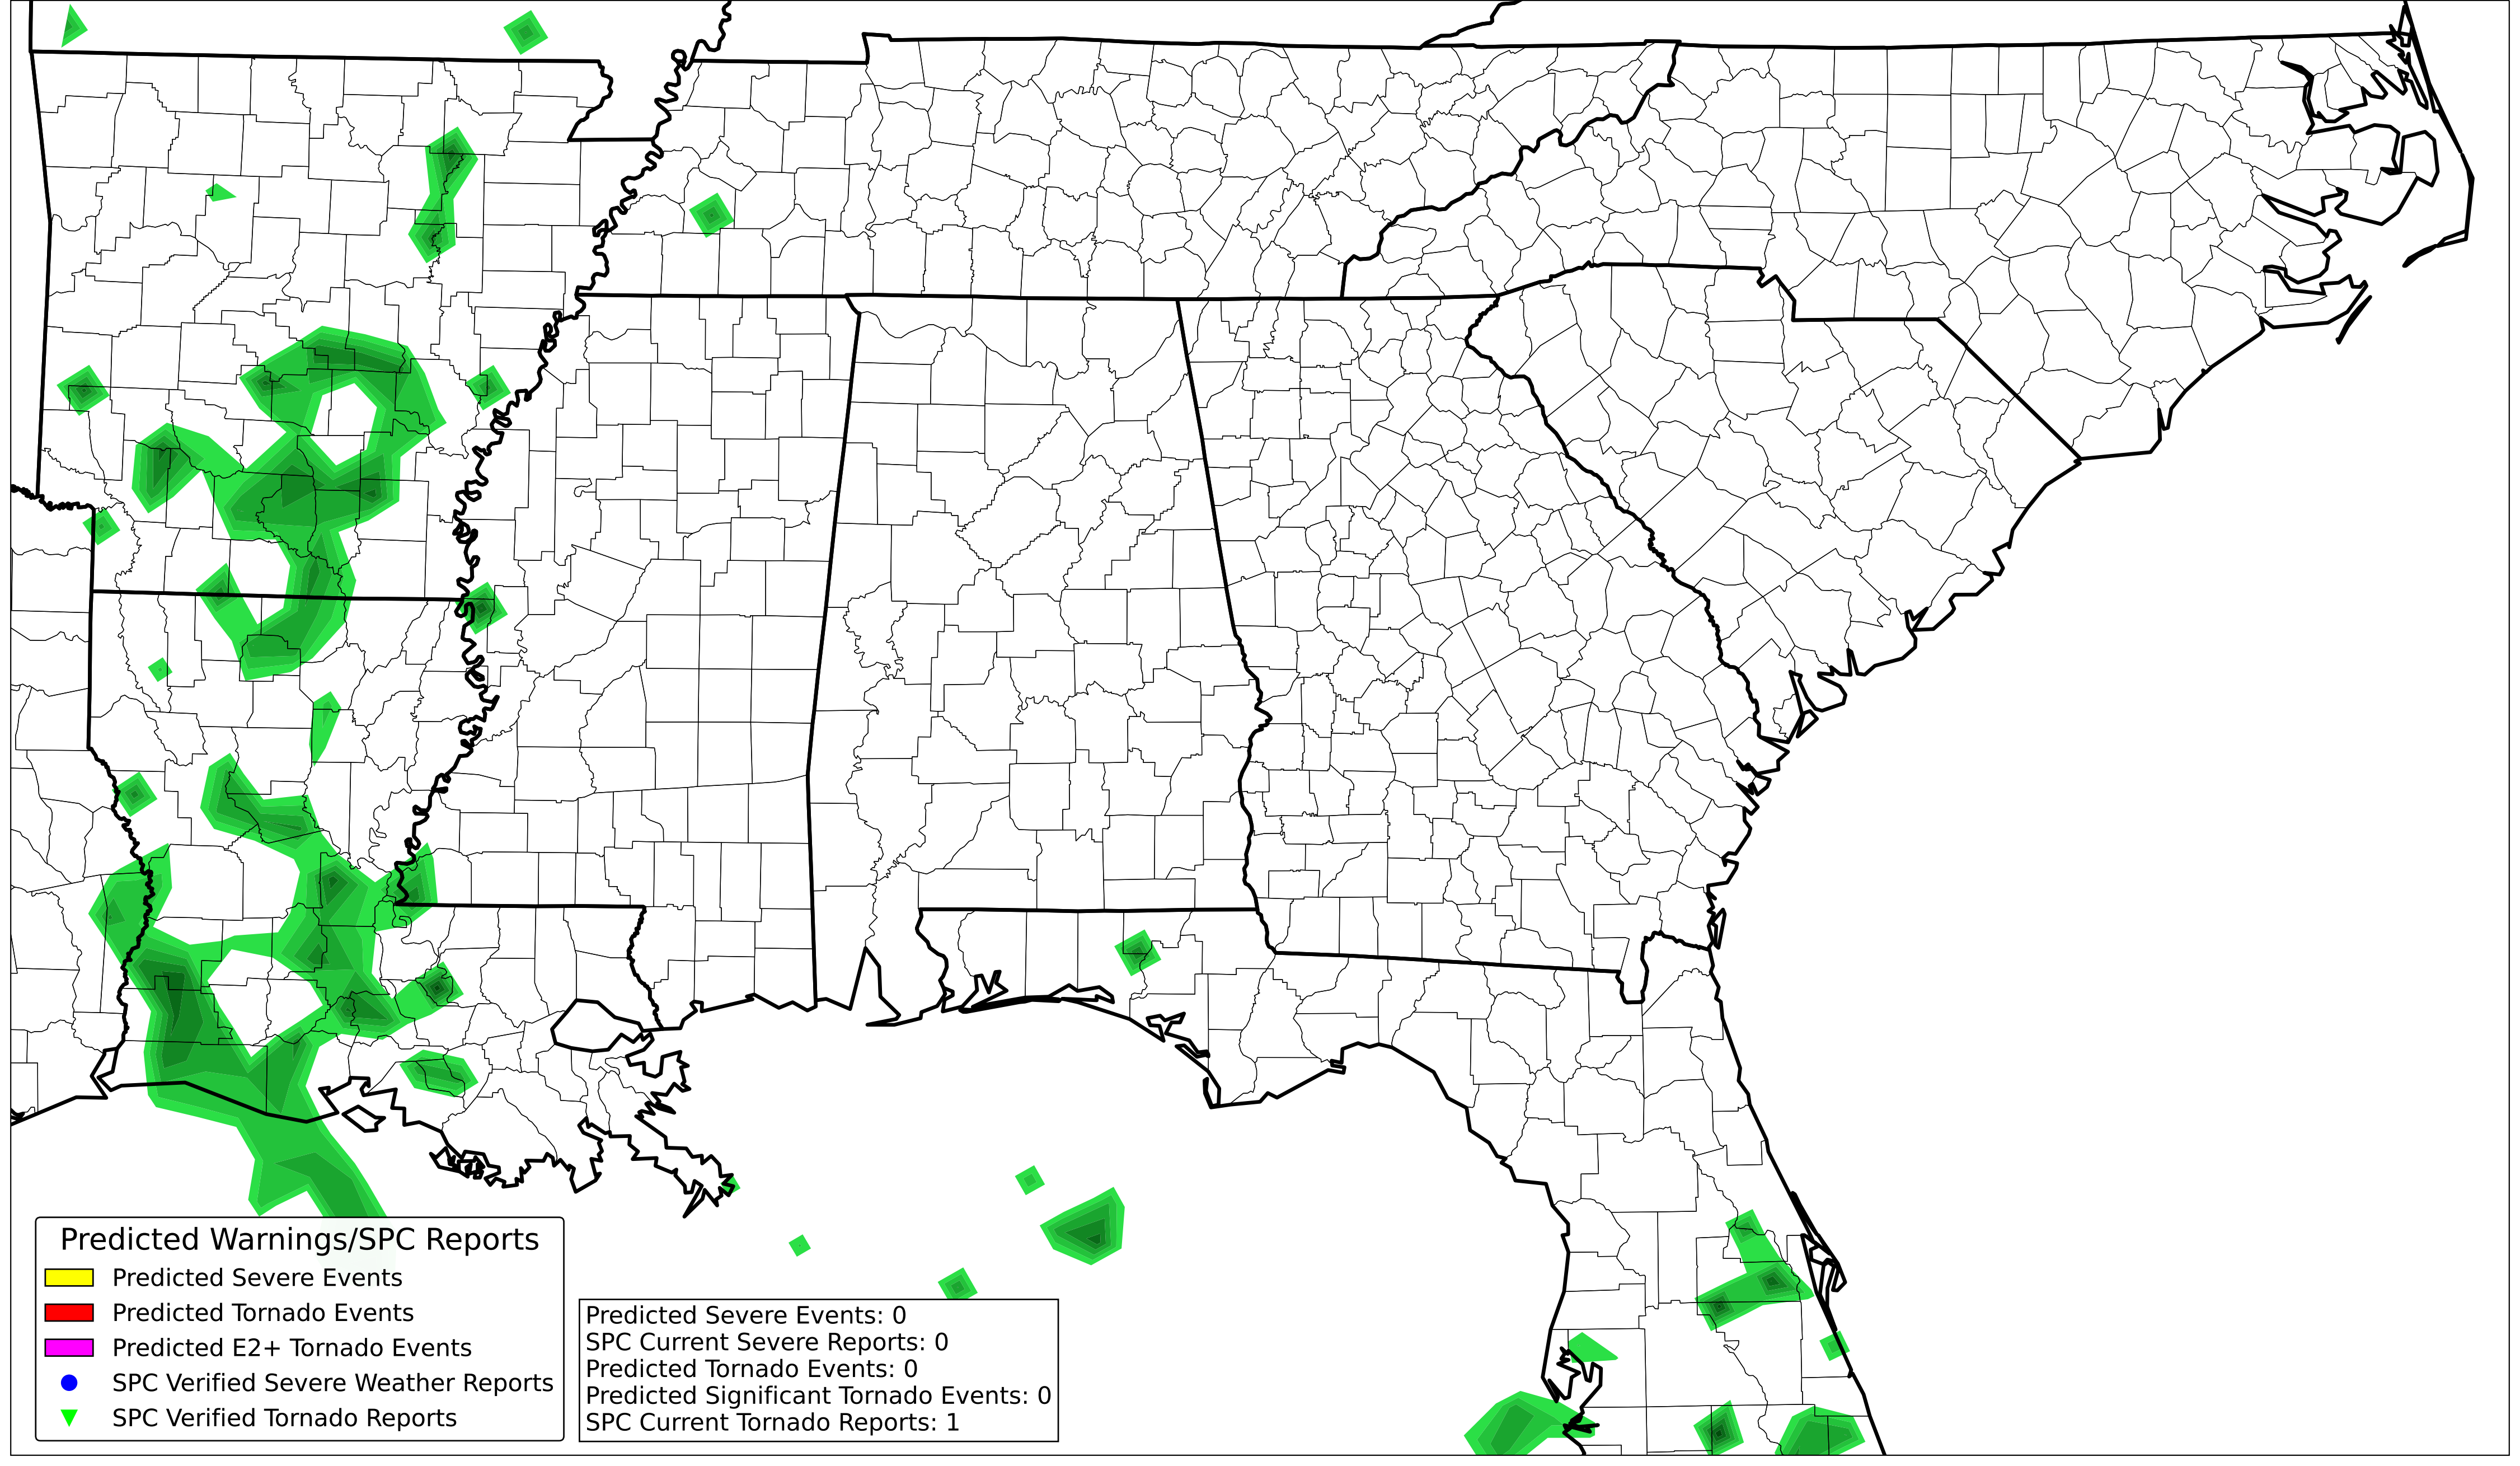 Predicted Warnings/SPC Reports
Predicted Severe Events
Predicted Tornado Events
Predicted E2+ Tornado Events
SPC Verified Severe Weather Reports
SPC Verified Tornado Reports
Predicted Severe Events: 0
SPC Current Severe Reports: 0
Predicted Tornado Events: 0
Predicted Significant Tornado Events: 0
SPC Current Tornado Reports: 1